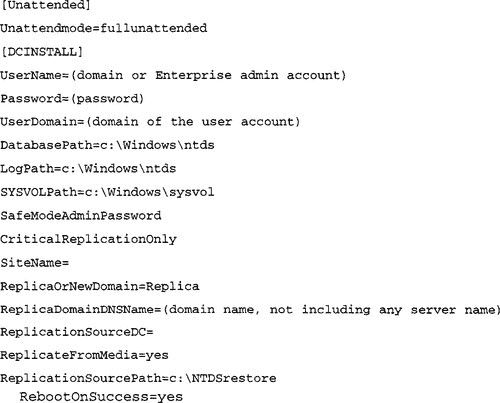 [Unattended]
Unattendmode=fullunattended
[DCINSTALL]
UserName=(domain or Enterprise admin account)
Password=(password)
UserDomain=(domain of the user account)
DatabasePath=c:\Windows\ntds
LogPath=c:\Windows\ntds
SYSVOLPath=c:\Windows\sysvol
SafeModeAdminPassword
CriticalReplicationOnly
SiteName=
ReplicaOrNewDomain=Replica
ReplicaDomainDNSName=(domain name, not including any server name)
ReplicationSourceDC=
ReplicateFromMedia=yes
ReplicationSourcePath=c:\NTDSrestore
RebootOnSuccess=yes